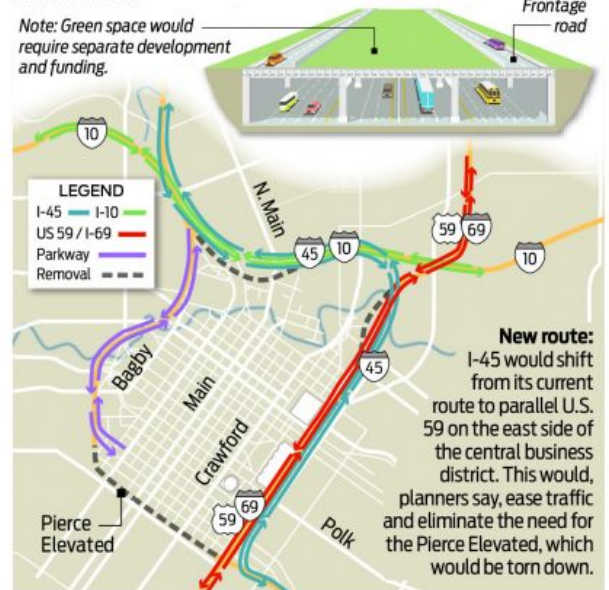 Note: Green space would
require separate development
and funding.
Frontage
road
10
LEGEND
I-45 I-10
US 59 / I-69
Parkway
Removal
N. Main
45
10
59
69
10
Bagby
Main
Crawford
45
New route:
I-45 would shift
from its current
route to parallel U.S.
59 on the east side of
the central business
district. This would,
planners say, ease traffic
and eliminate the need for
the Pierce Elevated, which
would be torn down.
59
69
Polk
Pierce
Elevated